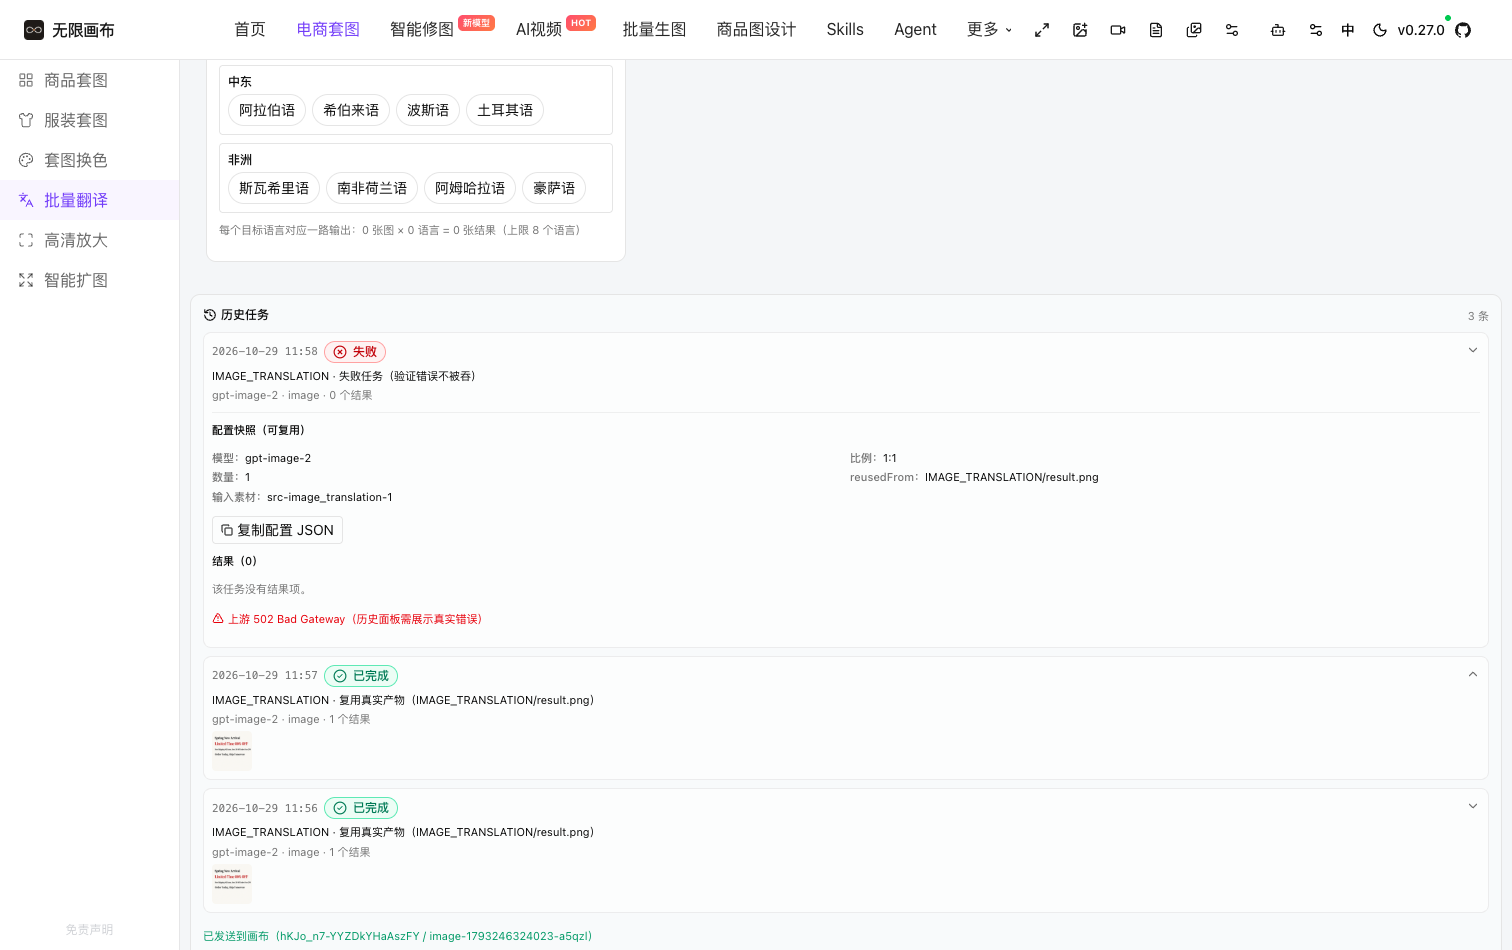 无限画布
首页
电商套图
智能修图
新模型
AI视频
HOT
批量生图
商品图设计
Skills
Agent
更多
中
v0.27.0
商品套图
服装套图
套图换色
批量翻译
高清放大
智能扩图
免责声明
中东
阿拉伯语 希伯来语 波斯语 土耳其语
非洲
斯瓦希里语 南非荷兰语 阿姆哈拉语 豪萨语
每个目标语言对应一路输出：0 张图 × 0 语言 = 0 张结果（上限 8 个语言）
历史任务
3 条
2026-10-29 11:58 失败
IMAGE_TRANSLATION · 失败任务（验证错误不被吞）
gpt-image-2 · image · 0 个结果
配置快照（可复用）
模型：gpt-image-2
比例：1:1
数量：1
reusedFrom：IMAGE_TRANSLATION/result.png
输入素材：src-image_translation-1
复制配置 JSON
结果（0）
该任务没有结果项。
上游 502 Bad Gateway（历史面板需展示真实错误）
2026-10-29 11:57 已完成
IMAGE_TRANSLATION · 复用真实产物（IMAGE_TRANSLATION/result.png）
gpt-image-2 · image · 1 个结果
2026-10-29 11:56 已完成
IMAGE_TRANSLATION · 复用真实产物（IMAGE_TRANSLATION/result.png）
gpt-image-2 · image · 1 个结果
已发送到画布（hKJo_n7-YYZDkYHaAszFY / image-1793246324023-a5qzl）